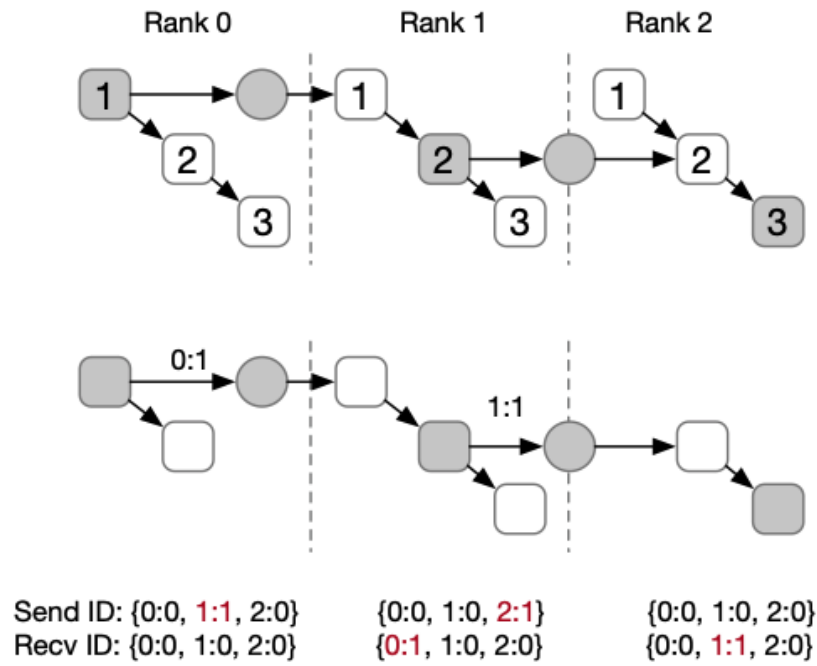 Rank 0 Rank 1 Rank 2
1 1 1
2 2 2
3 3 3
0:1
1:1
Send ID: {0:0, 1:1, 2:0} {0:0, 1:0, 2:1} {0:0, 1:0, 2:0}
Recv ID: {0:0, 1:0, 2:0} {0:1, 1:0, 2:0} {0:0, 1:1, 2:0}